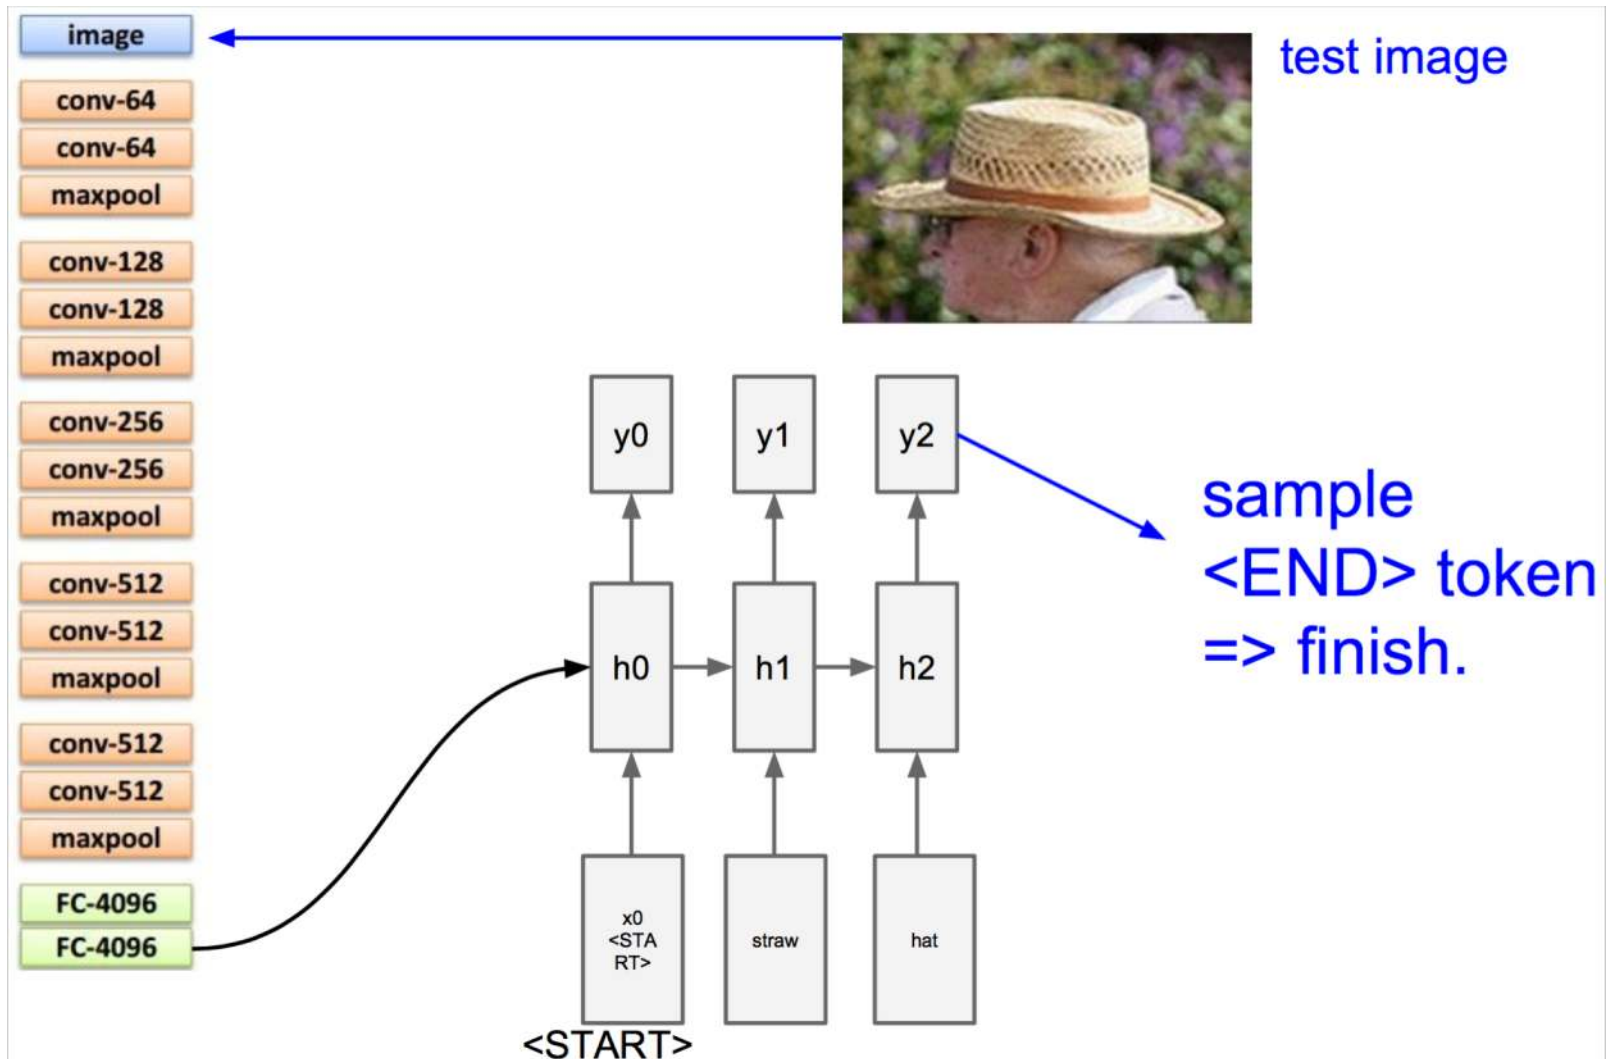 image
test image
conv-64
conv-64
maxpool
conv-128
conv-128
maxpool
conv-256
conv-256
maxpool
conv-512
conv-512
maxpool
conv-512
conv-512
maxpool
FC-4096
FC-4096
y0
y1
y2
h0
h1
h2
x0
<STA
RT>
straw
hat
<START>
sample
<END> token
=> finish.